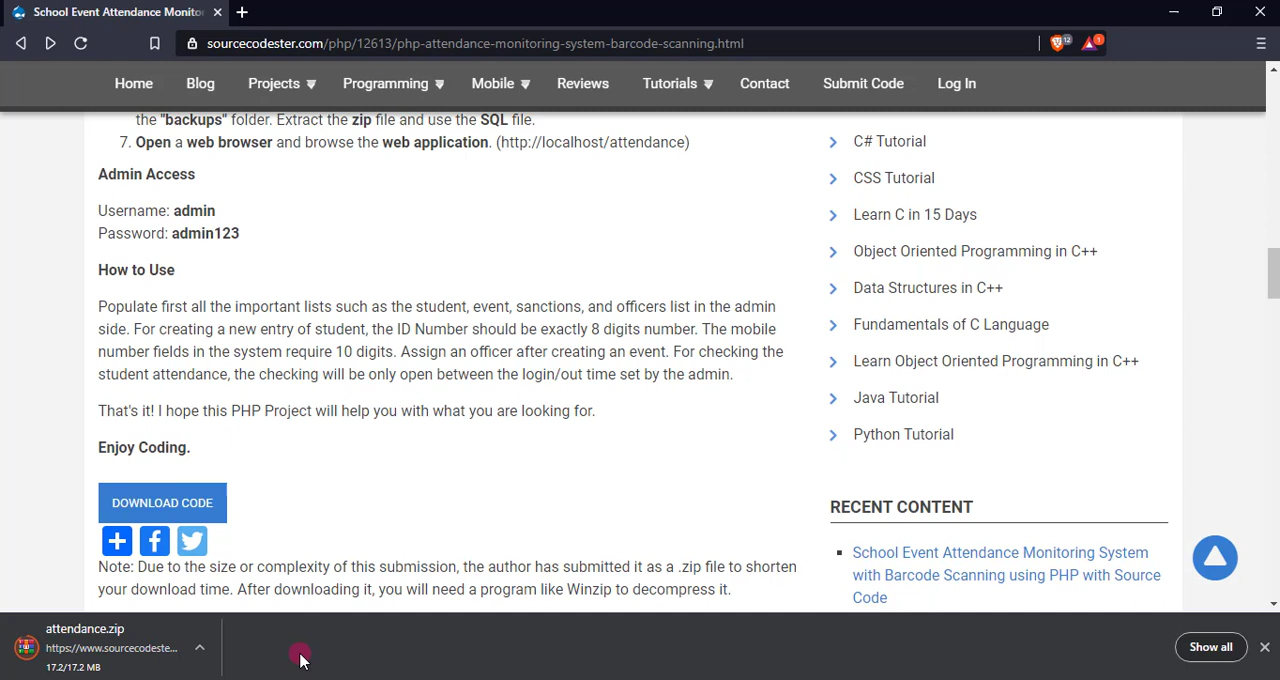 School Event Attendance Monitor
sourcecodester.com/php/12613/php-attendance-monitoring-system-barcode-scanning.html
12
1
Home Blog Projects Programming Mobile Reviews Tutorials Contact Submit Code Log In
the "backups" folder. Extract the zip file and use the SQL file.
7. Open a web browser and browse the web application. (http://localhost/attendance)
Admin Access
Username: admin
Password: admin123
How to Use
Populate first all the important lists such as the student, event, sanctions, and officers list in the admin
side. For creating a new entry of student, the ID Number should be exactly 8 digits number. The mobile
number fields in the system require 10 digits. Assign an officer after creating an event. For checking the
student attendance, the checking will be only open between the login/out time set by the admin.
That's it! I hope this PHP Project will help you with what you are looking for.
Enjoy Coding.
DOWNLOAD CODE
Note: Due to the size or complexity of this submission, the author has submitted it as a .zip file to shorten
your download time. After downloading it, you will need a program like Winzip to decompress it.
C# Tutorial
CSS Tutorial
Learn C in 15 Days
Object Oriented Programming in C++
Data Structures in C++
Fundamentals of C Language
Learn Object Oriented Programming in C++
Java Tutorial
Python Tutorial
RECENT CONTENT
School Event Attendance Monitoring System
with Barcode Scanning using PHP with Source
Code
attendance.zip
https://www.sourcecodeste...
17.2/17.2 MB
Show all